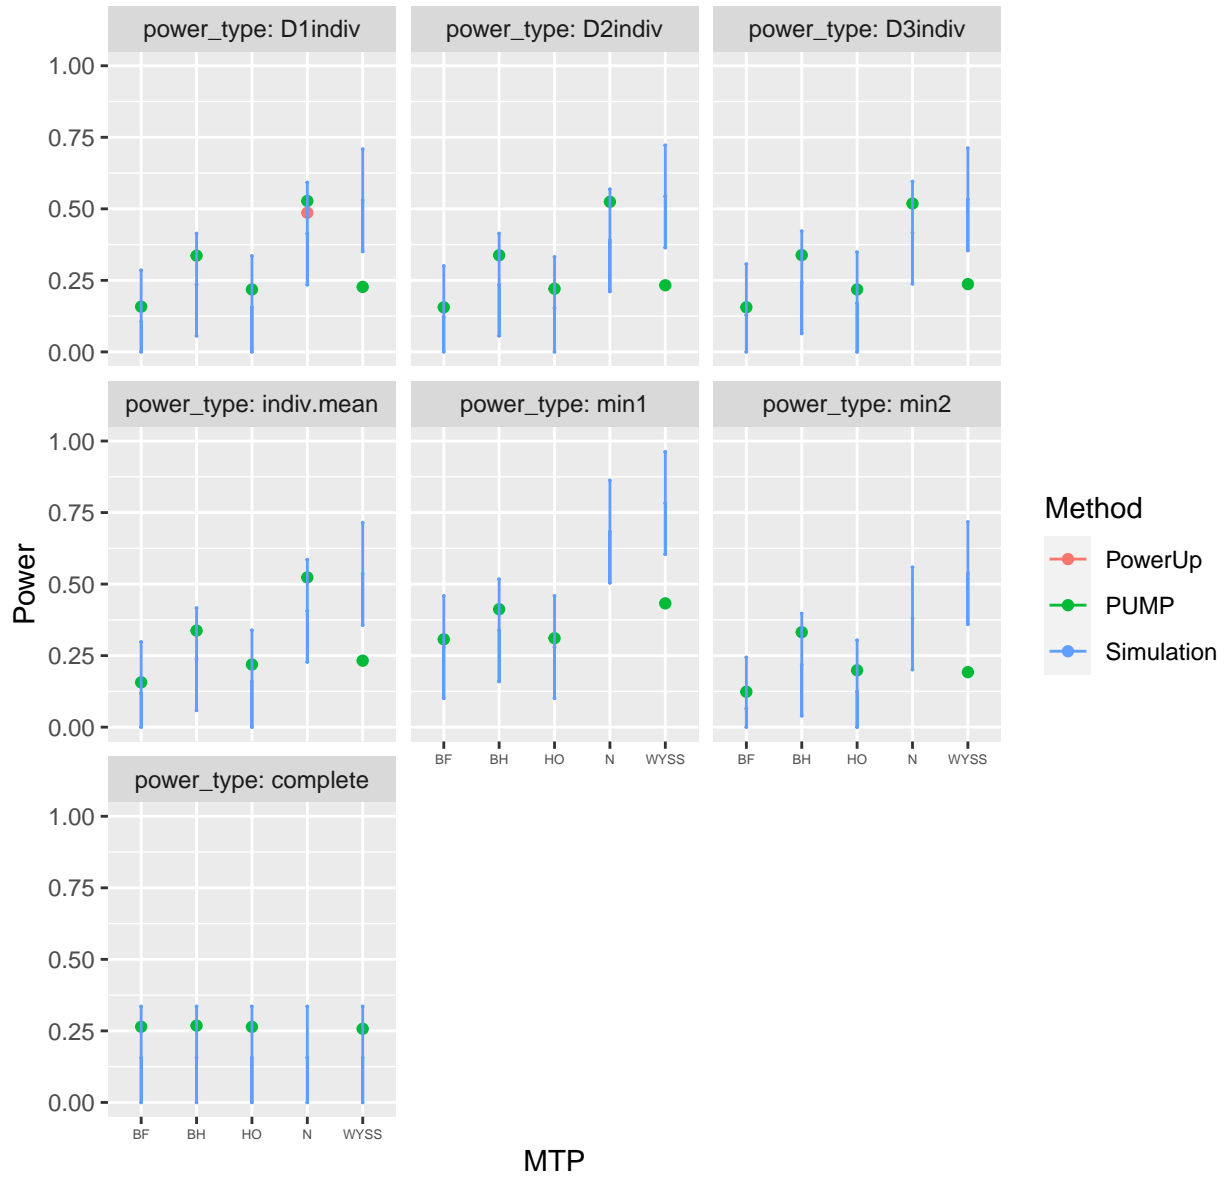 power_type: D1indiv power_type: D2indiv power_type: D3indiv
1.00
0.75
0.50
0.25
0.00
power_type: indiv.mean power_type: min1 power_type: min2
1.00
0.75
0.50
0.25
0.00
BF BH HO N WYSS BF BH HO N WYSS
power_type: complete
1.00
0.75
0.50
0.25
0.00
BF BH HO N WYSS
MTP
Power
Method
PowerUp
PUMP
Simulation